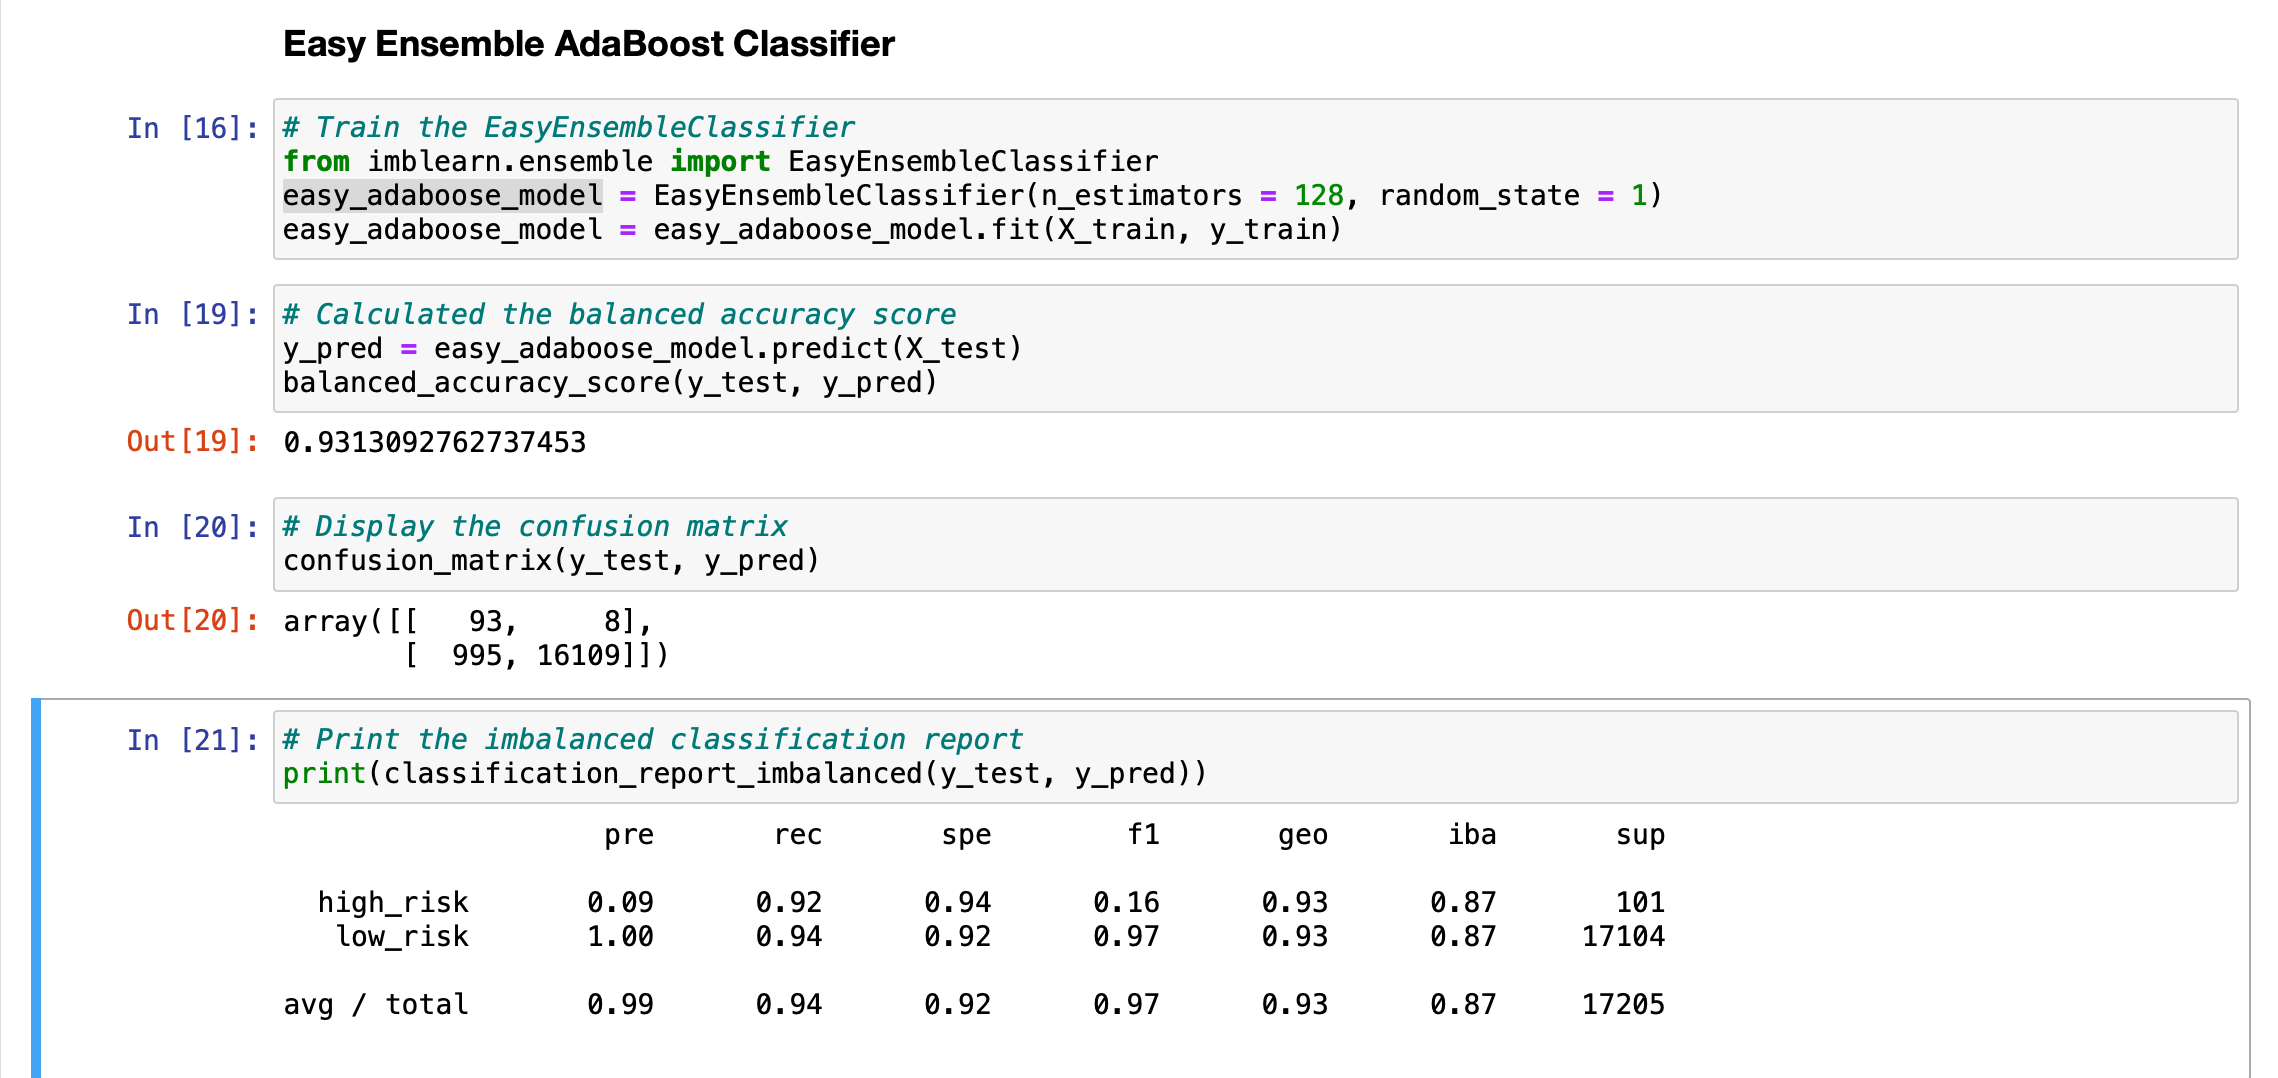 Easy Ensemble AdaBoost Classifier
In [16]: # Train the EasyEnsembleClassifier
from imblearn.ensemble import EasyEnsembleClassifier
easy_adaboose_model = EasyEnsembleClassifier(n_estimators = 128, random_state = 1)
easy_adaboose_model = easy_adaboose_model.fit(X_train, y_train)
In [19]: # Calculated the balanced accuracy score
y_pred = easy_adaboose_model.predict(X_test)
balanced_accuracy_score(y_test, y_pred)
Out[19]: 0.9313092762737453
In [20]: # Display the confusion matrix
confusion_matrix(y_test, y_pred)
Out[20]: array([[   93,     8],
       [  995, 16109]])
In [21]: # Print the imbalanced classification report
print(classification_report_imbalanced(y_test, y_pred))
pre rec spe f1 geo iba sup
high_risk 0.09 0.92 0.94 0.16 0.93 0.87 101
low_risk 1.00 0.94 0.92 0.97 0.93 0.87 17104
avg / total 0.99 0.94 0.92 0.97 0.93 0.87 17205